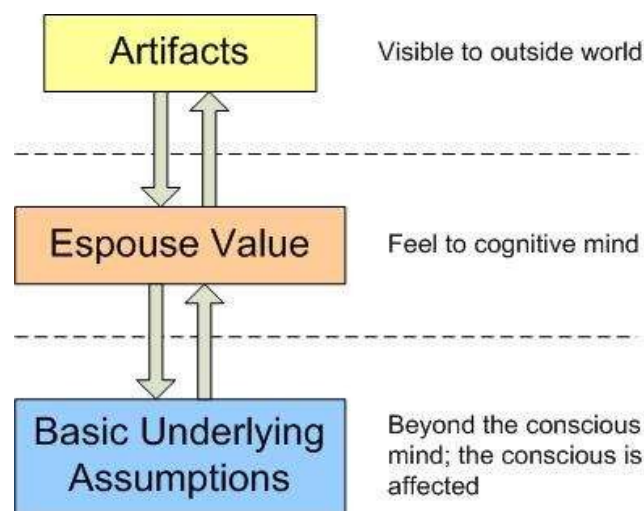 Artifacts
Visible to outside world
Espouse Value
Feel to cognitive mind
Basic Underlying
Assumptions
Beyond the conscious
mind; the conscious is
affected